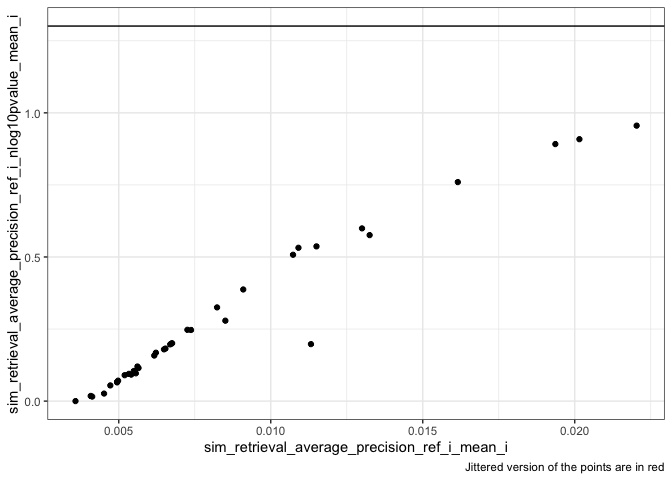 sim_retrieval_average_precision_ref_i_nlog10pvalue_mean_i
1.0
0.5
0.0
0.005
0.010
0.015
0.020
sim_retrieval_average_precision_ref_i_mean_i
Jittered version of the points are in red